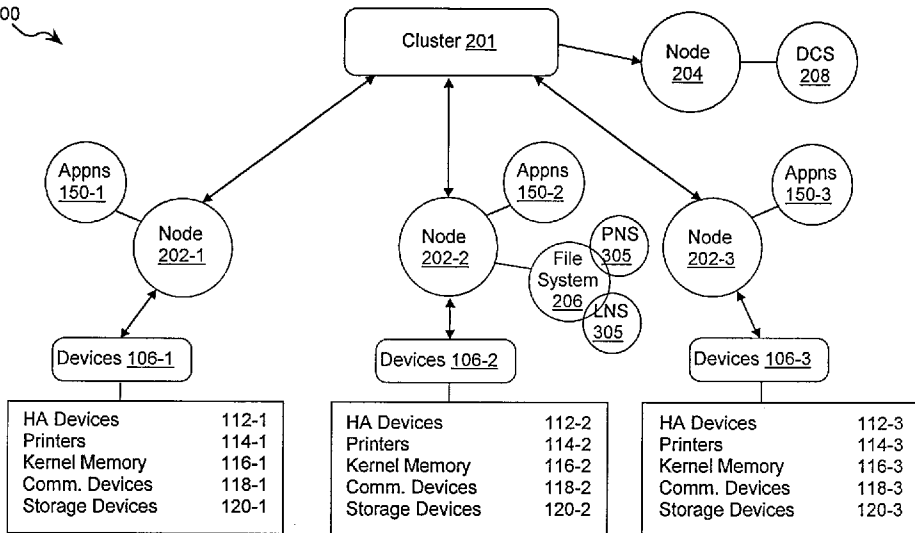 00
Cluster 201
Node
204
DCS
208
Appns
150-1
Appns
150-2
Appns
150-3
Node
202-1
Node
202-2
PNS
305
File
System
206
LNS
305
Node
202-3
Devices 106-1
Devices 106-2
Devices 106-3
HA Devices 112-1
Printers 114-1
Kernel Memory 116-1
Comm. Devices 118-1
Storage Devices 120-1
HA Devices 112-2
Printers 114-2
Kernel Memory 116-2
Comm. Devices 118-2
Storage Devices 120-2
HA Devices 112-3
Printers 114-3
Kernel Memory 116-3
Comm. Devices 118-3
Storage Devices 120-3